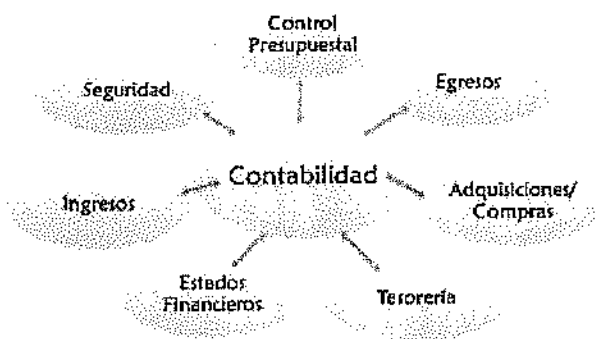 Control
Presupuestal
Seguridad
Egresos
Contabilidad
Ingresos
Adquisiciones/
Compras
Estados
Financieros
Tesorería